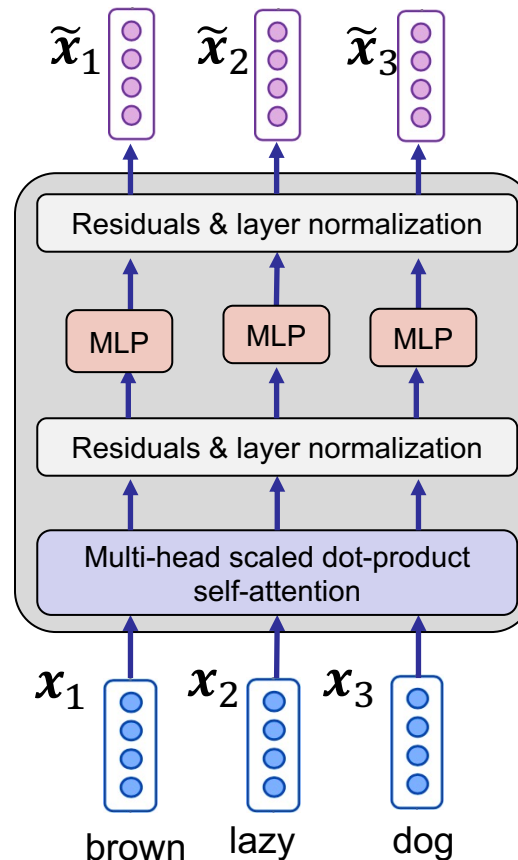 x̃₁ x̃₂ x̃₃
Residuals & layer normalization
MLP MLP MLP
Residuals & layer normalization
Multi-head scaled dot-product
self-attention
x₁ x₂ x₃
brown lazy dog